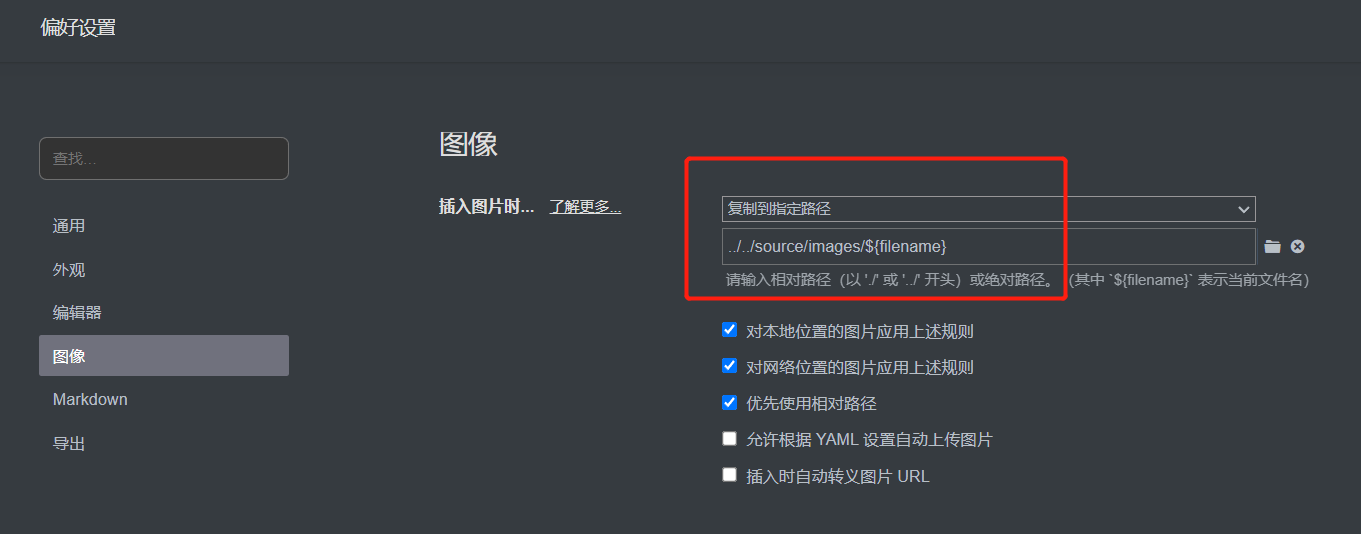 偏好设置
查找...
通用
外观
编辑器
图像
Markdown
导出
图像
插入图片时... 了解更多...
复制到指定路径
../../source/images/${filename}
请输入相对路径（以 './' 或 '../' 开头）或绝对路径。（其中 `${filename}` 表示当前文件名）
对本地位置的图片应用上述规则
对网络位置的图片应用上述规则
优先使用相对路径
允许根据 YAML 设置自动上传图片
插入时自动转义图片 URL